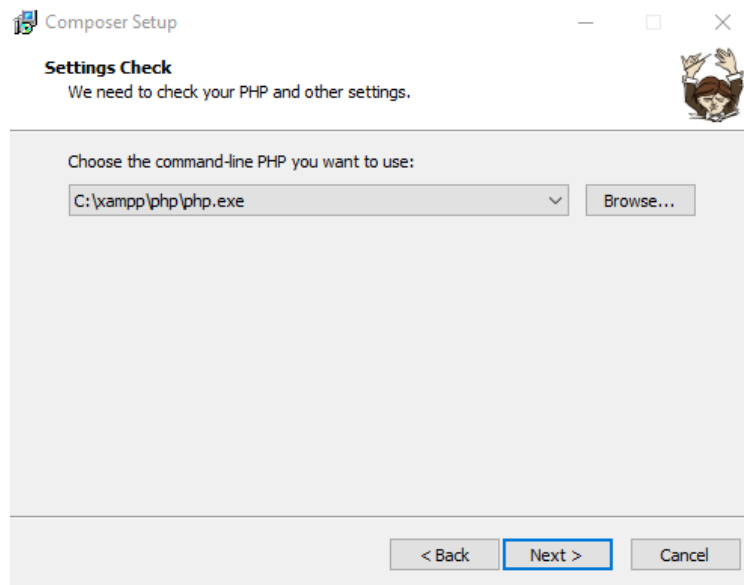 Composer Setup
Settings Check
We need to check your PHP and other settings.
Choose the command-line PHP you want to use:
C:\xampp\php\php.exe
Browse...
< Back
Next >
Cancel